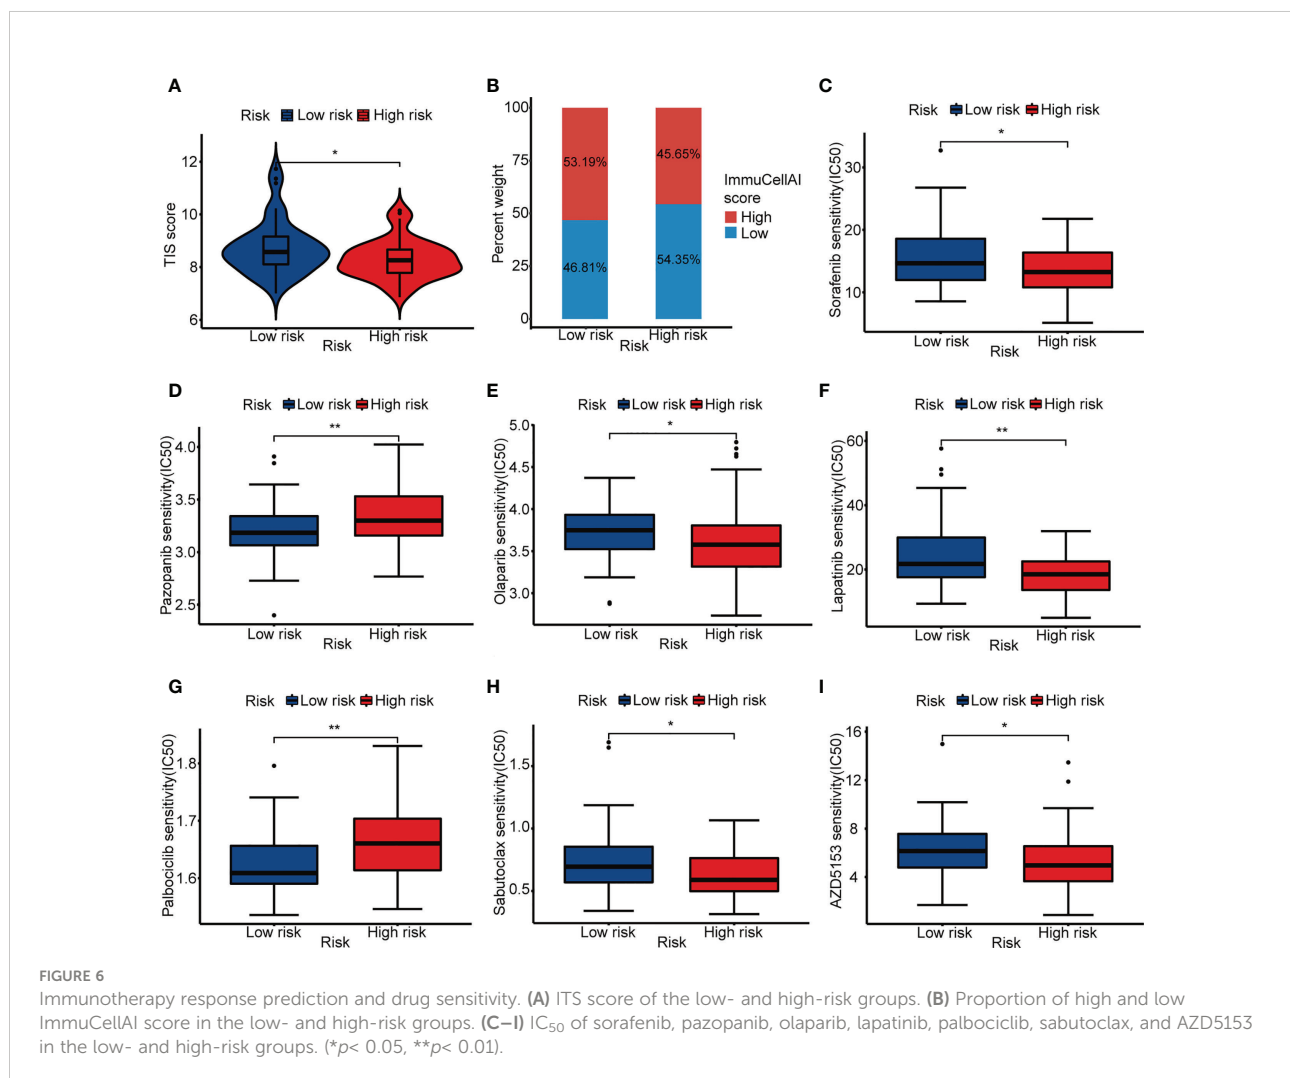 A
Risk Low risk High risk
*
TIS score
12
10
8
6
Low risk High risk
Risk
B
100
75
50
25
0
Percent weight
53.19%
46.81%
45.65%
54.35%
ImmuCellAI
score
High
Low
Low risk High risk
Risk
C
Risk Low risk High risk
*
Sorafenib sensitivity(IC50)
30
20
10
Low risk High risk
Risk
D
Risk Low risk High risk
**
Pazopanib sensitivity(IC50)
4.0
3.5
3.0
2.5
Low risk High risk
Risk
E
Risk Low risk High risk
*
Olaparib sensitivity(IC50)
5.0
4.5
4.0
3.5
3.0
Low risk High risk
Risk
F
Risk Low risk High risk
**
Lapatinib sensitivity(IC50)
60
40
20
Low risk High risk
Risk
G
Risk Low risk High risk
**
Palbociclib sensitivity(IC50)
1.8
1.7
1.6
Low risk High risk
Risk
H
Risk Low risk High risk
*
Sabutoclax sensitivity(IC50)
1.5
1.0
0.5
Low risk High risk
Risk
I
Risk Low risk High risk
*
AZD5153 sensitivity(IC50)
16
12
8
4
Low risk High risk
Risk
FIGURE 6
Immunotherapy response prediction and drug sensitivity. (A) ITS score of the low- and high-risk groups. (B) Proportion of high and low
ImmuCellAI score in the low- and high-risk groups. (C–I) IC50 of sorafenib, pazopanib, olaparib, lapatinib, palbociclib, sabutoclax, and AZD5153
in the low- and high-risk groups. (*p< 0.05, **p< 0.01).